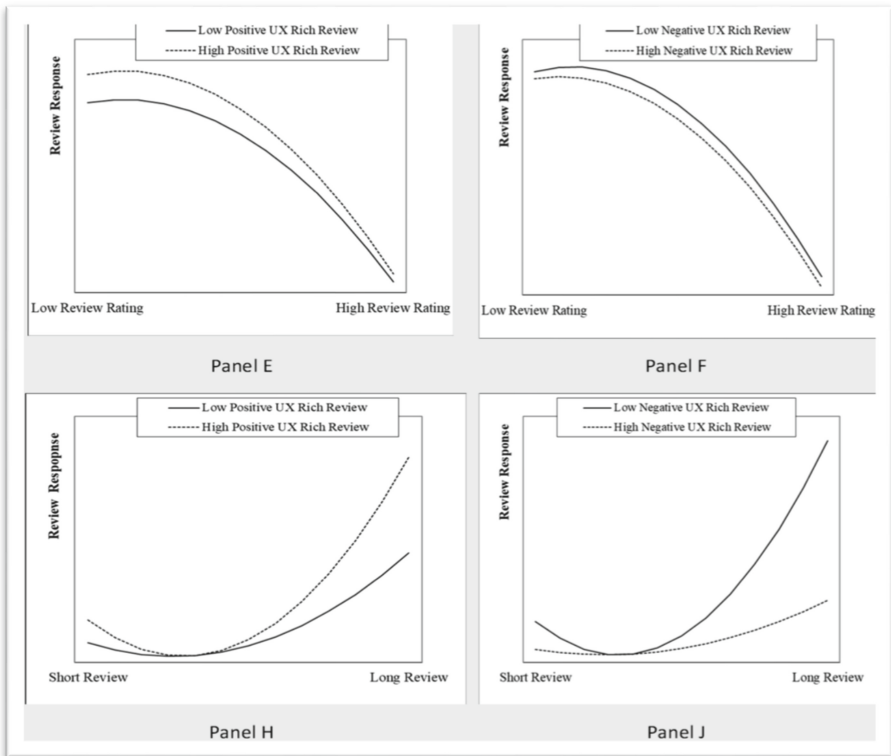 Low Positive UX Rich Review
High Positive UX Rich Review
Review Response
Low Review Rating
High Review Rating
Panel E
Low Negative UX Rich Review
High Negative UX Rich Review
Review Response
Low Review Rating
High Review Rating
Panel F
Low Positive UX Rich Review
High Positive UX Rich Review
Review Respopnse
Short Review
Long Review
Panel H
Low Negative UX Rich Review
High Negative UX Rich Review
Review Response
Short Review
Long Review
Panel J